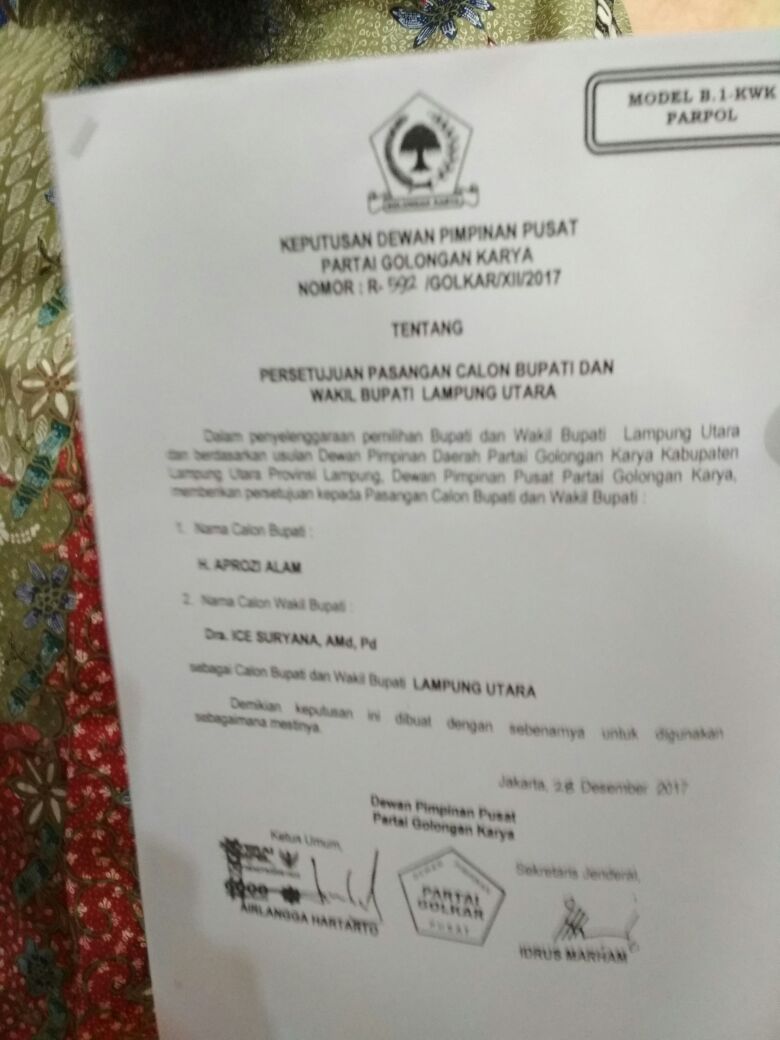 MODEL B.1-KWK
PARPOL
GOLONGAN KARYA
KEPUTUSAN DEWAN PIMPINAN PUSAT
PARTAI GOLONGAN KARYA
NOMOR : R- 592 /GOLKAR/XII/2017
TENTANG
PERSETUJUAN PASANGAN CALON BUPATI DAN
WAKIL BUPATI LAMPUNG UTARA
Dalam penyelenggaraan pemilihan Bupati dan Wakil Bupati Lampung Utara
dan berdasarkan usulan Dewan Pimpinan Daerah Partai Golongan Karya Kabupaten
Lampung Utara Provinsi Lampung, Dewan Pimpinan Pusat Partai Golongan Karya,
memberikan persetujuan kepada Pasangan Calon Bupati dan Wakil Bupati :
1. Nama Calon Bupati :
H. APROZI ALAM
2. Nama Calon Wakil Bupati :
Dra. ICE SURYANA, AMd, Pd
sebagai Calon Bupati dan Wakil Bupati LAMPUNG UTARA
Demikian keputusan ini dibuat dengan sebenarnya untuk digunakan
sebagaimana mestinya.
Jakarta, 28 Desember 2017
Dewan Pimpinan Pusat
Partai Golongan Karya
Ketua Umum,
Sekretaris Jenderal,
DEWAN PIMPINAN
PARTAI
GOLKAR
PUSAT
AIRLANGGA HARTARTO
IDRUS MARHAM